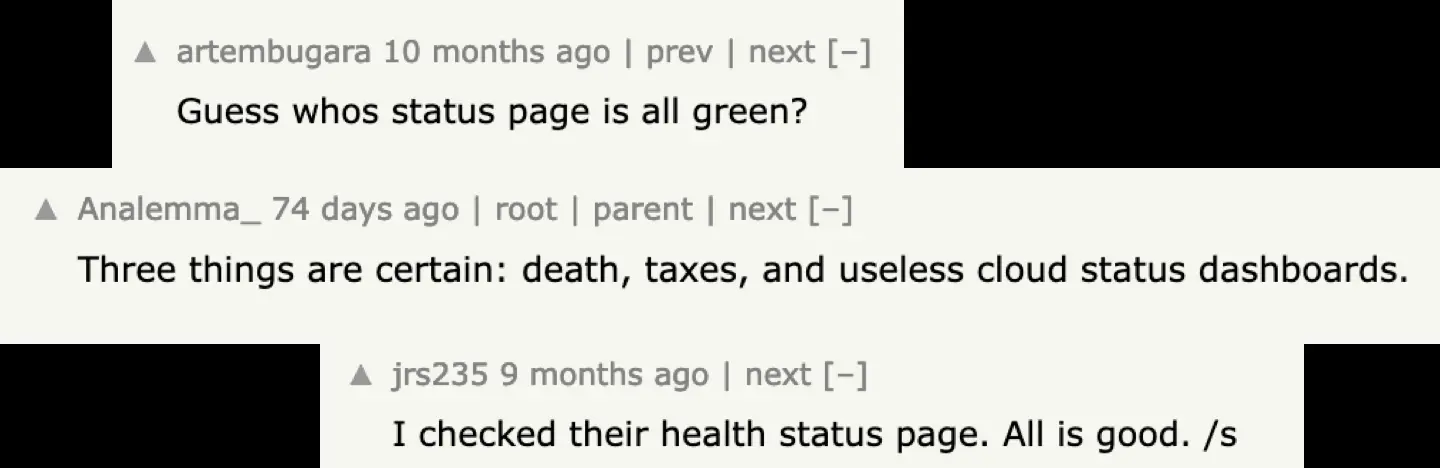 ▲ artembugara 10 months ago | prev | next [–]
Guess whos status page is all green?
▲ Analemma_ 74 days ago | root | parent | next [–]
Three things are certain: death, taxes, and useless cloud status dashboards.
▲ jrs235 9 months ago | next [–]
I checked their health status page. All is good. /s